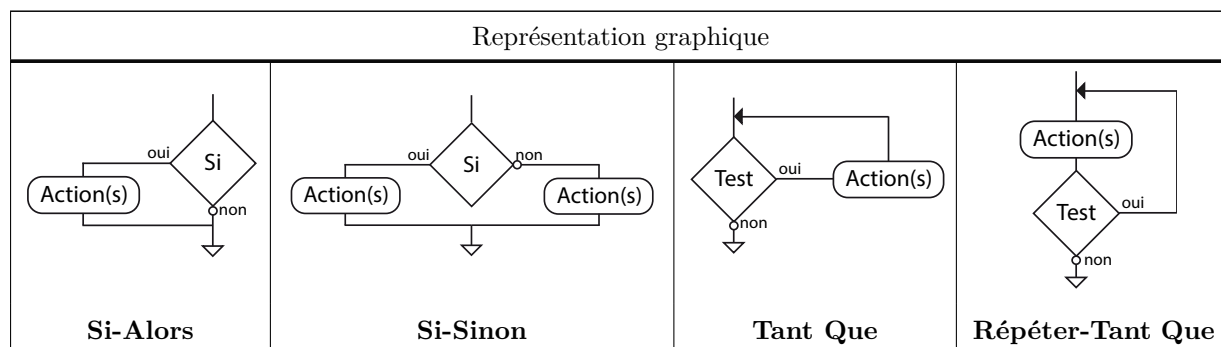 Représentation graphique
oui
Si
Action(s)
non
Si-Alors
oui
Si
non
Action(s)
Action(s)
Si-Sinon
Test
oui
Action(s)
non
Tant Que
Action(s)
Test
oui
non
Répéter-Tant Que